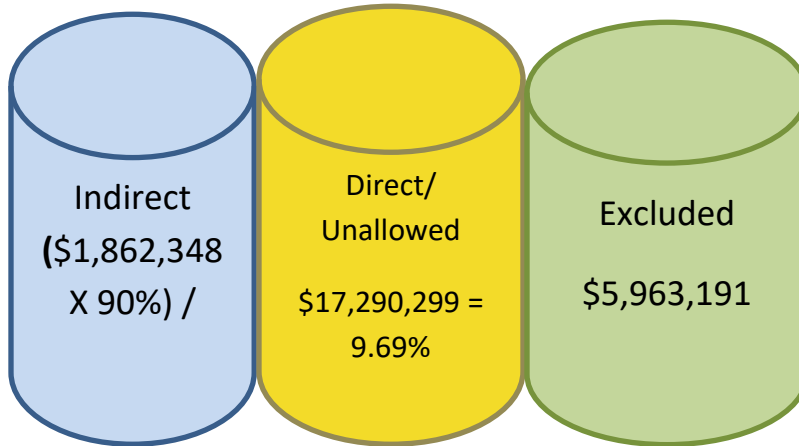 Indirect
($1,862,348
X 90%) /
Direct/
Unallowed
$17,290,299 =
9.69%
Excluded
$5,963,191